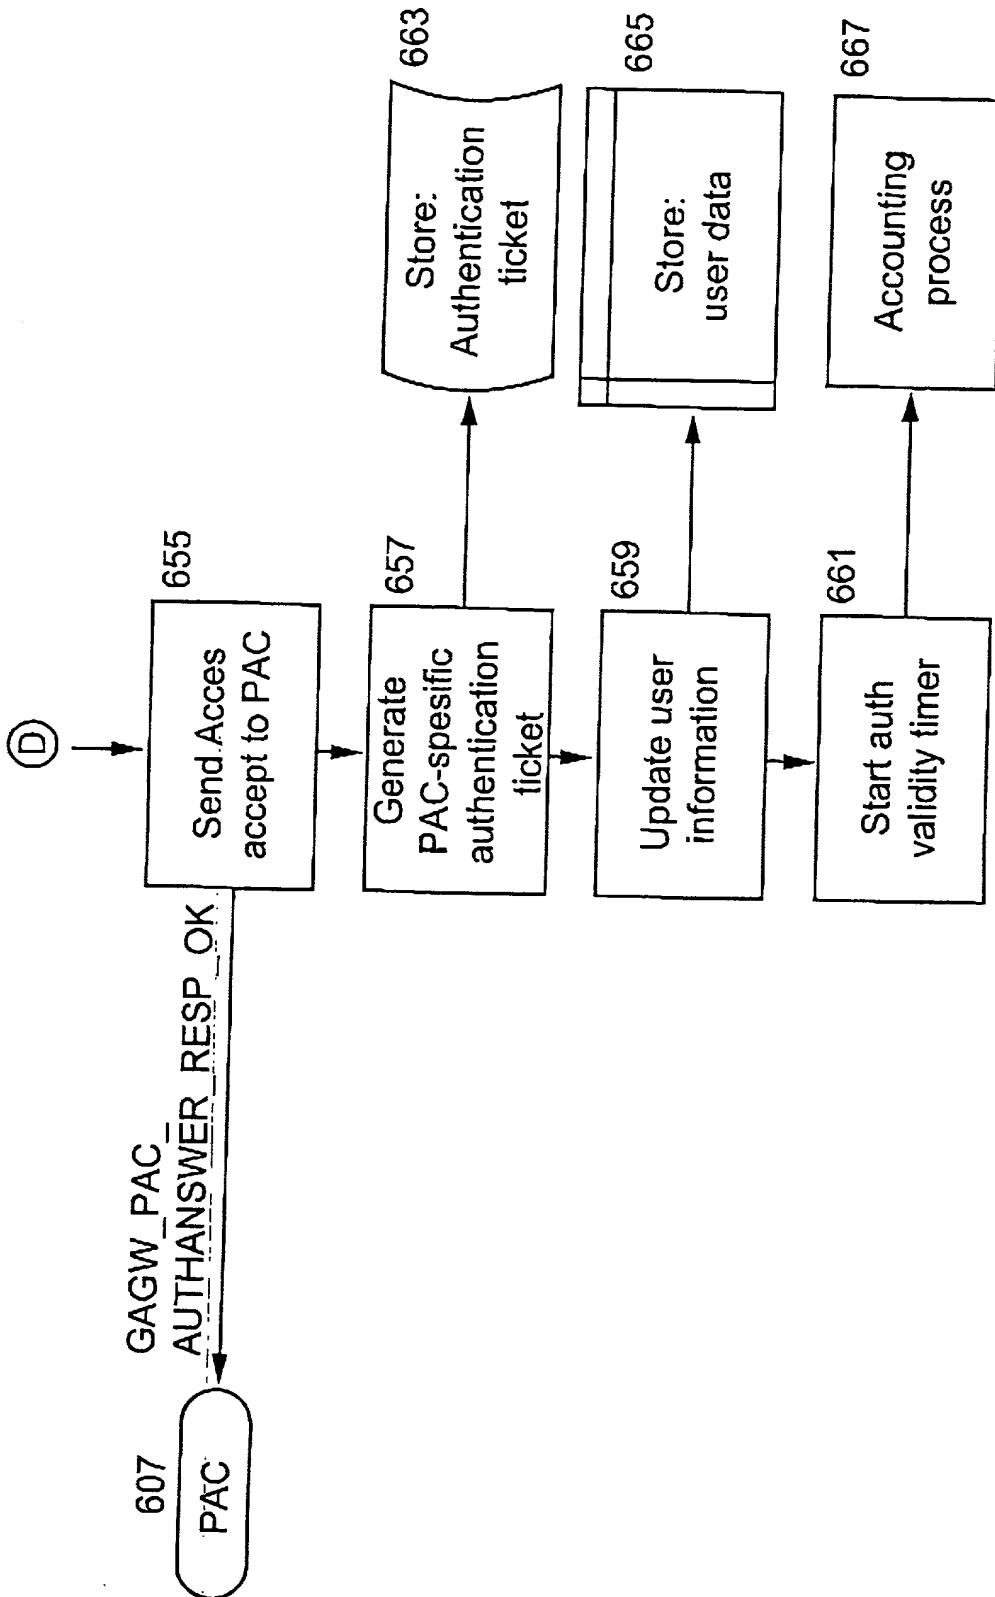 D
655
Send Acces
accept to PAC
GAGW_PAC_
AUTHANSWER_RESP_OK
607
PAC
657
Generate
PAC-spesific
authentication
ticket
663
Store:
Authentication
ticket
659
Update user
information
665
Store:
user data
661
Start auth
validity timer
667
Accounting
process